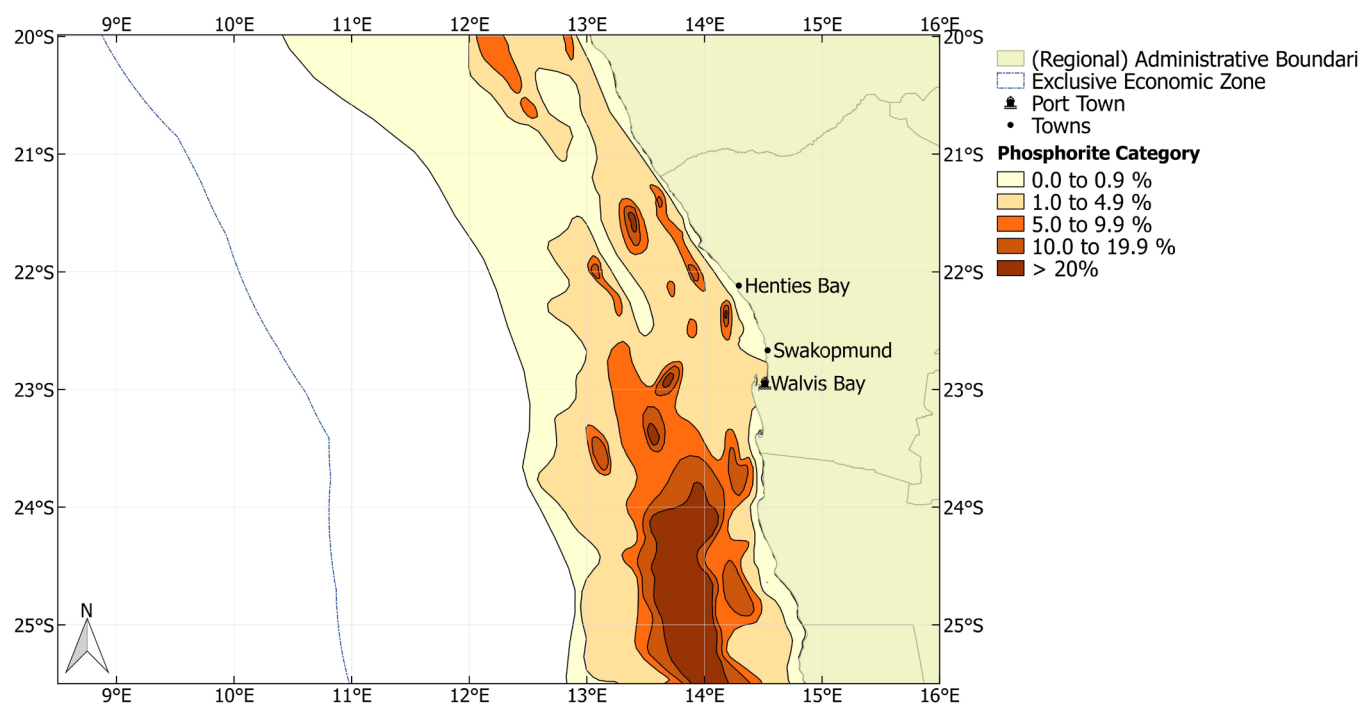 9°E 10°E 11°E 12°E 13°E 14°E 15°E 16°E
20°S 20°S
(Regional) Administrative Boundari
Exclusive Economic Zone
Port Town
Towns
21°S 21°S
Phosphorite Category
0.0 to 0.9 %
1.0 to 4.9 %
5.0 to 9.9 %
10.0 to 19.9 %
> 20%
22°S 22°S
Henties Bay
Swakopmund
23°S Walvis Bay 23°S
24°S 24°S
N
25°S 25°S
9°E 10°E 11°E 12°E 13°E 14°E 15°E 16°E